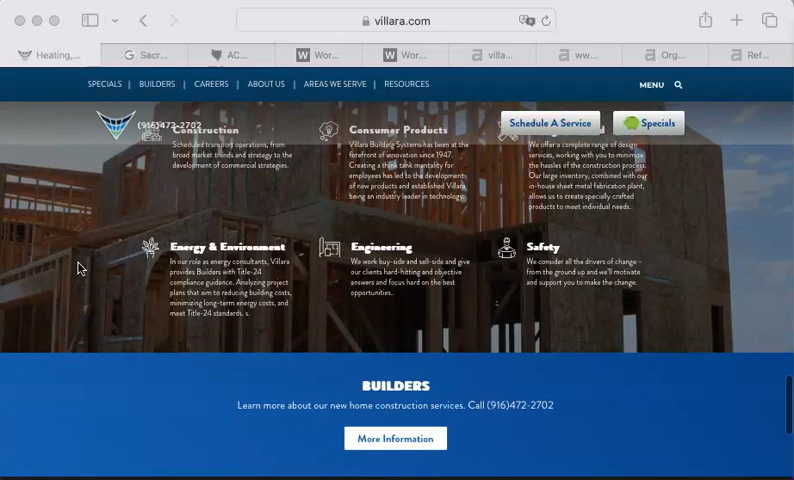 villara.com
Heating,...
Sacr...
AC...
Wor...
Wor...
villa...
ww...
Org...
Ref...
SPECIALS | BUILDERS | CAREERS | ABOUT US | AREAS WE SERVE | RESOURCES
MENU
(916)472-2702
Schedule A Service
Specials
Construction
Scheduled transport operations, from
broad market trends and strategy to the
development of commercial strategies.
Consumer Products
Villara Building Systems has been at the
forefront of innovation since 1947.
Creating a think tank mentality for
employees has led to the development
of new products and established Villara
as being an industry leader in technology.
We offer a complete range of design
services, working with you to minimize
the hassles of the construction process.
Our large inventory, combined with our
in-house sheet metal fabrication plant,
allows us to create specially crafted
products to meet individual needs.
Energy & Environment
In our role as energy consultants, Villara
provides Builders with Title-24
compliance guidance. Analyzing project
plans that aim to reducing building costs,
minimizing long-term energy costs, and
meet Title-24 standards. s.
Engineering
We work buy-side and sell-side and give
our clients hard-hitting and objective
answers and focus hard on the best
opportunities..
Safety
We consider all the drivers of change –
from the ground up and we'll motivate
and support you to make the change.
BUILDERS
Learn more about our new home construction services. Call (916)472-2702
More Information